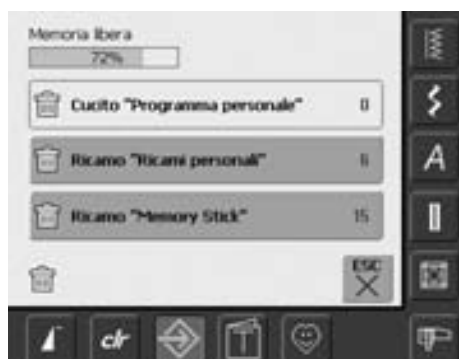 Memoria libera
72%
Cucito "Programma personale" 0
Ricamo "Ricami personali" 6
Ricamo "Memory Stick" 15
ESC
A
clr